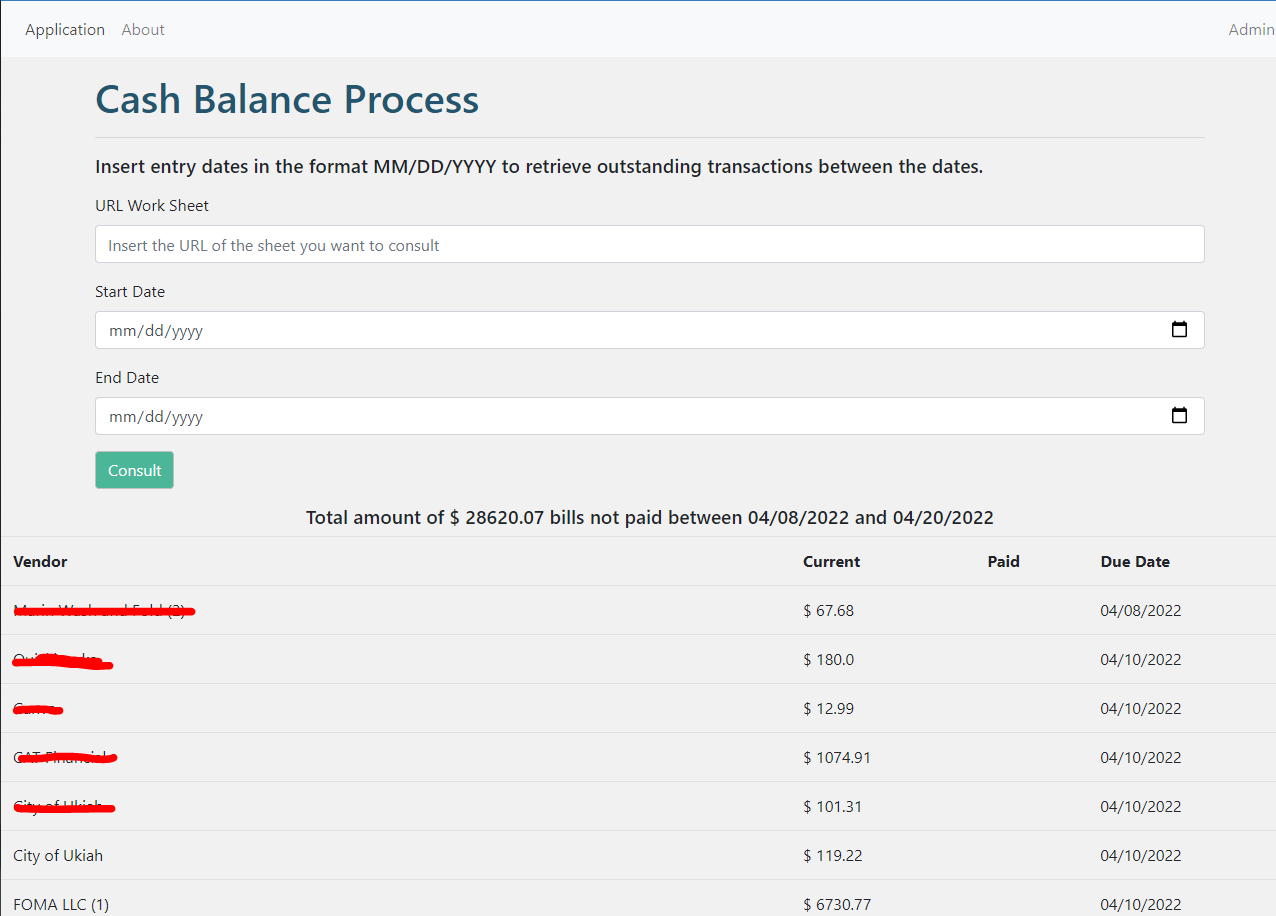 Application About Admin
Cash Balance Process
Insert entry dates in the format MM/DD/YYYY to retrieve outstanding transactions between the dates.
URL Work Sheet
Insert the URL of the sheet you want to consult
Start Date
mm/dd/yyyy
End Date
mm/dd/yyyy
Consult
Total amount of $ 28620.07 bills not paid between 04/08/2022 and 04/20/2022
Vendor Current Paid Due Date
$ 67.68 04/08/2022
$ 180.0 04/10/2022
$ 12.99 04/10/2022
$ 1074.91 04/10/2022
$ 101.31 04/10/2022
City of Ukiah $ 119.22 04/10/2022
FOMA LLC (1) $ 6730.77 04/10/2022